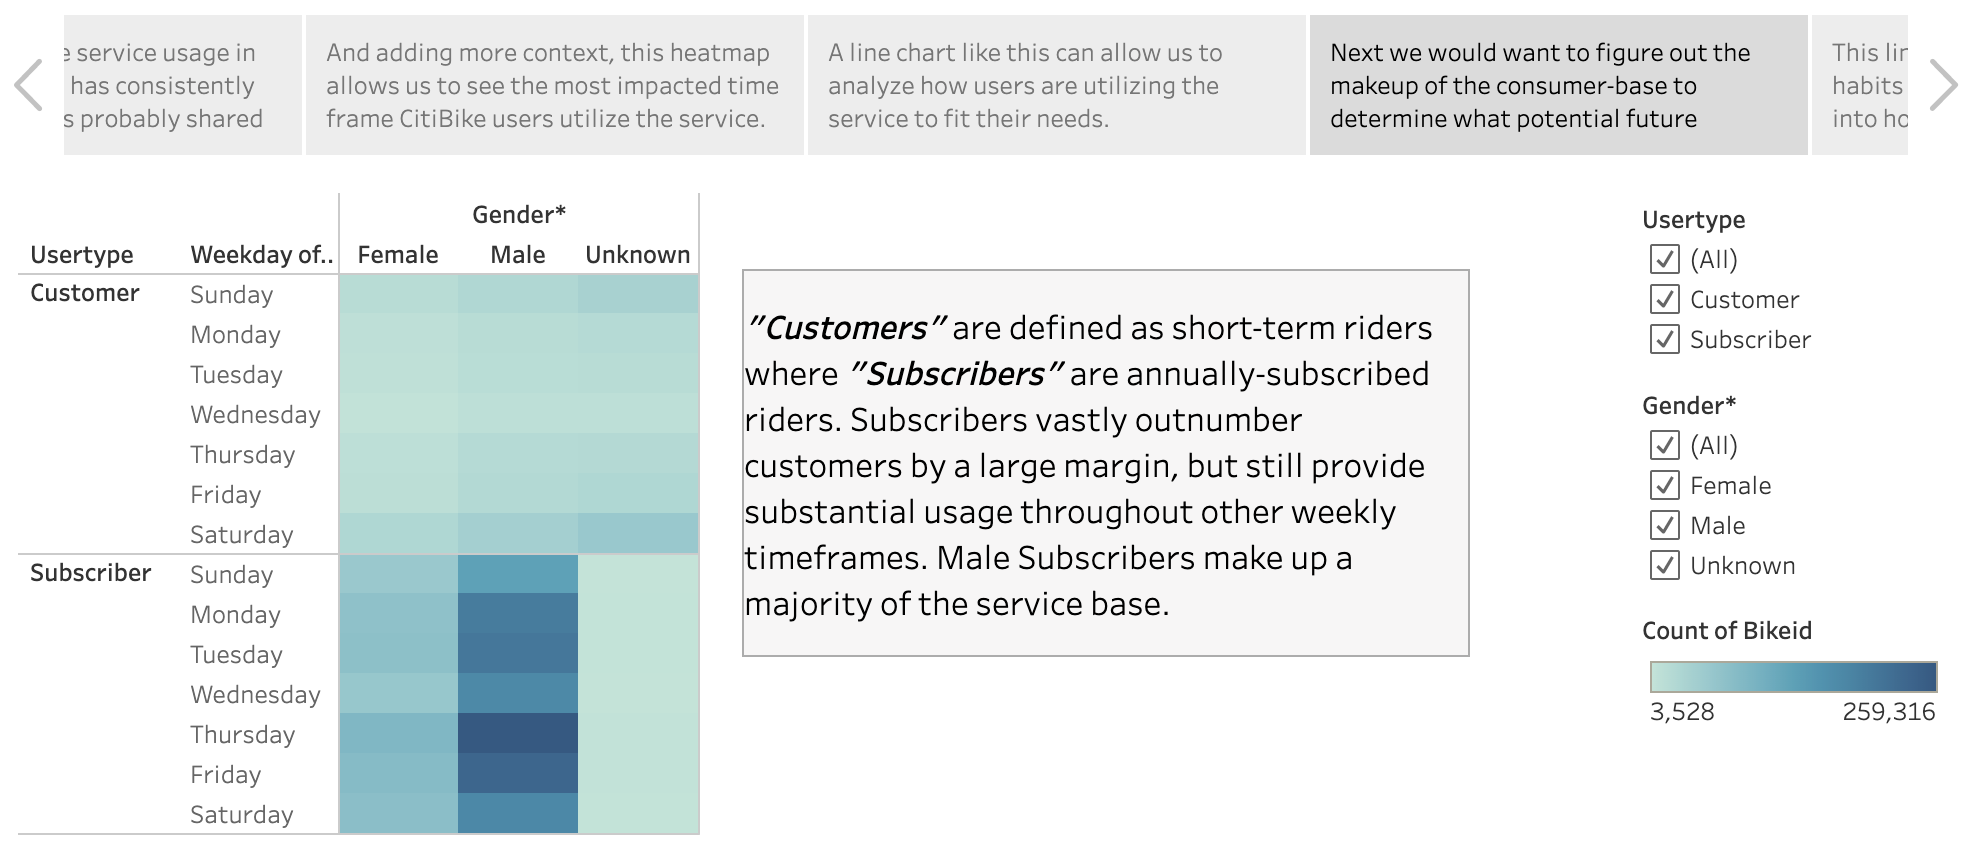 e service usage in
has consistently
s probably shared
And adding more context, this heatmap
allows us to see the most impacted time
frame CitiBike users utilize the service.
A line chart like this can allow us to
analyze how users are utilizing the
service to fit their needs.
Next we would want to figure out the
makeup of the consumer-base to
determine what potential future
This lin
habits
into ho
Gender*
Usertype Weekday of.. Female Male Unknown
Customer Sunday
Monday
Tuesday
Wednesday
Thursday
Friday
Saturday
Subscriber Sunday
Monday
Tuesday
Wednesday
Thursday
Friday
Saturday
"Customers" are defined as short-term riders
where "Subscribers" are annually-subscribed
riders. Subscribers vastly outnumber
customers by a large margin, but still provide
substantial usage throughout other weekly
timeframes. Male Subscribers make up a
majority of the service base.
Usertype
(All)
Customer
Subscriber
Gender*
(All)
Female
Male
Unknown
Count of Bikeid
3,528 259,316